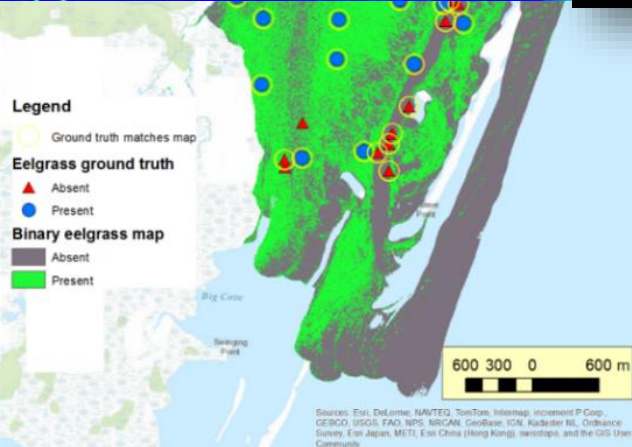 Legend
Ground truth matches map
Eelgrass ground truth
Absent
Present
Binary eelgrass map
Absent
Present
Big Cove
Swinging
Point
Point
600 300 0 600 m
Sources: Esri, DeLorme, NAVTEQ, TomTom, Intermap, increment P Corp.,
GEBCO, USGS, FAO, NPS, NRCAN, GeoBase, IGN, Kadaster NL, Ordnance
Survey, Esri Japan, METI, Esri China (Hong Kong), swisstopo, and the GIS User
Community